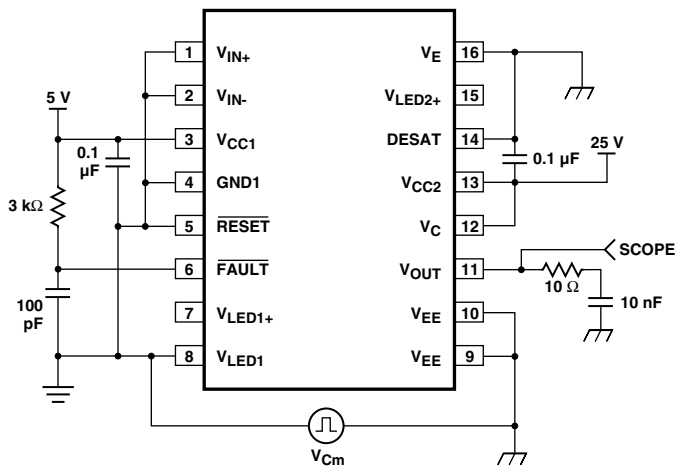 1 V_IN+
2 V_IN-
3 V_CC1
4 GND1
5 RESET
6 FAULT
7 V_LED1+
8 V_LED1
V_E 16
V_LED2+ 15
DESAT 14
V_CC2 13
V_C 12
V_OUT 11
V_EE 10
V_EE 9
5 V
0.1
µF
3 kΩ
100
pF
0.1 µF
25 V
SCOPE
10 Ω
10 nF
V_Cm